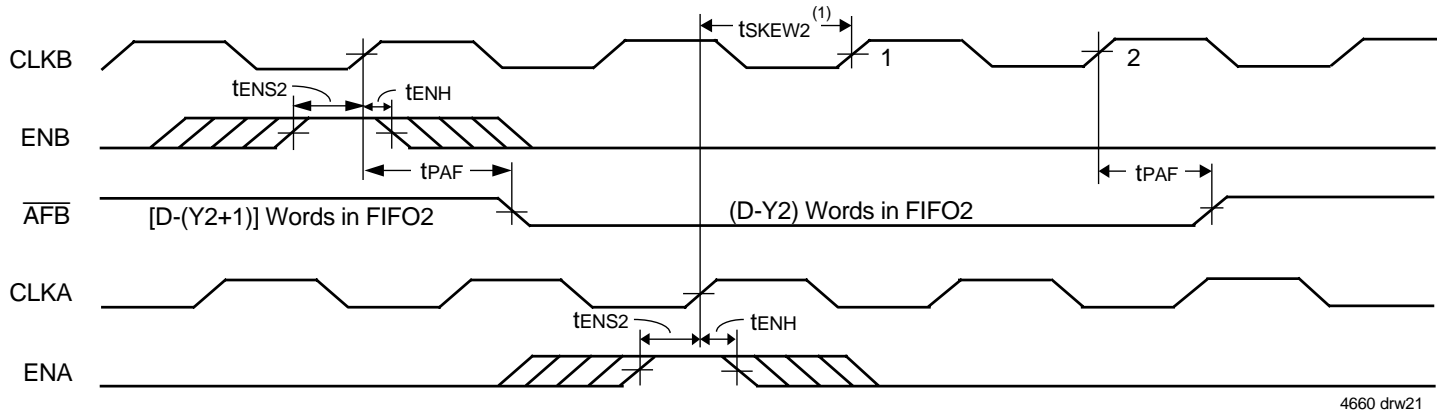 tSKEW2 (1)
CLKB
1
2
tENS2
tENH
ENB
tPAF
tPAF
AFB
[D-(Y2+1)] Words in FIFO2
(D-Y2) Words in FIFO2
CLKA
tENS2
tENH
ENA
4660 drw21